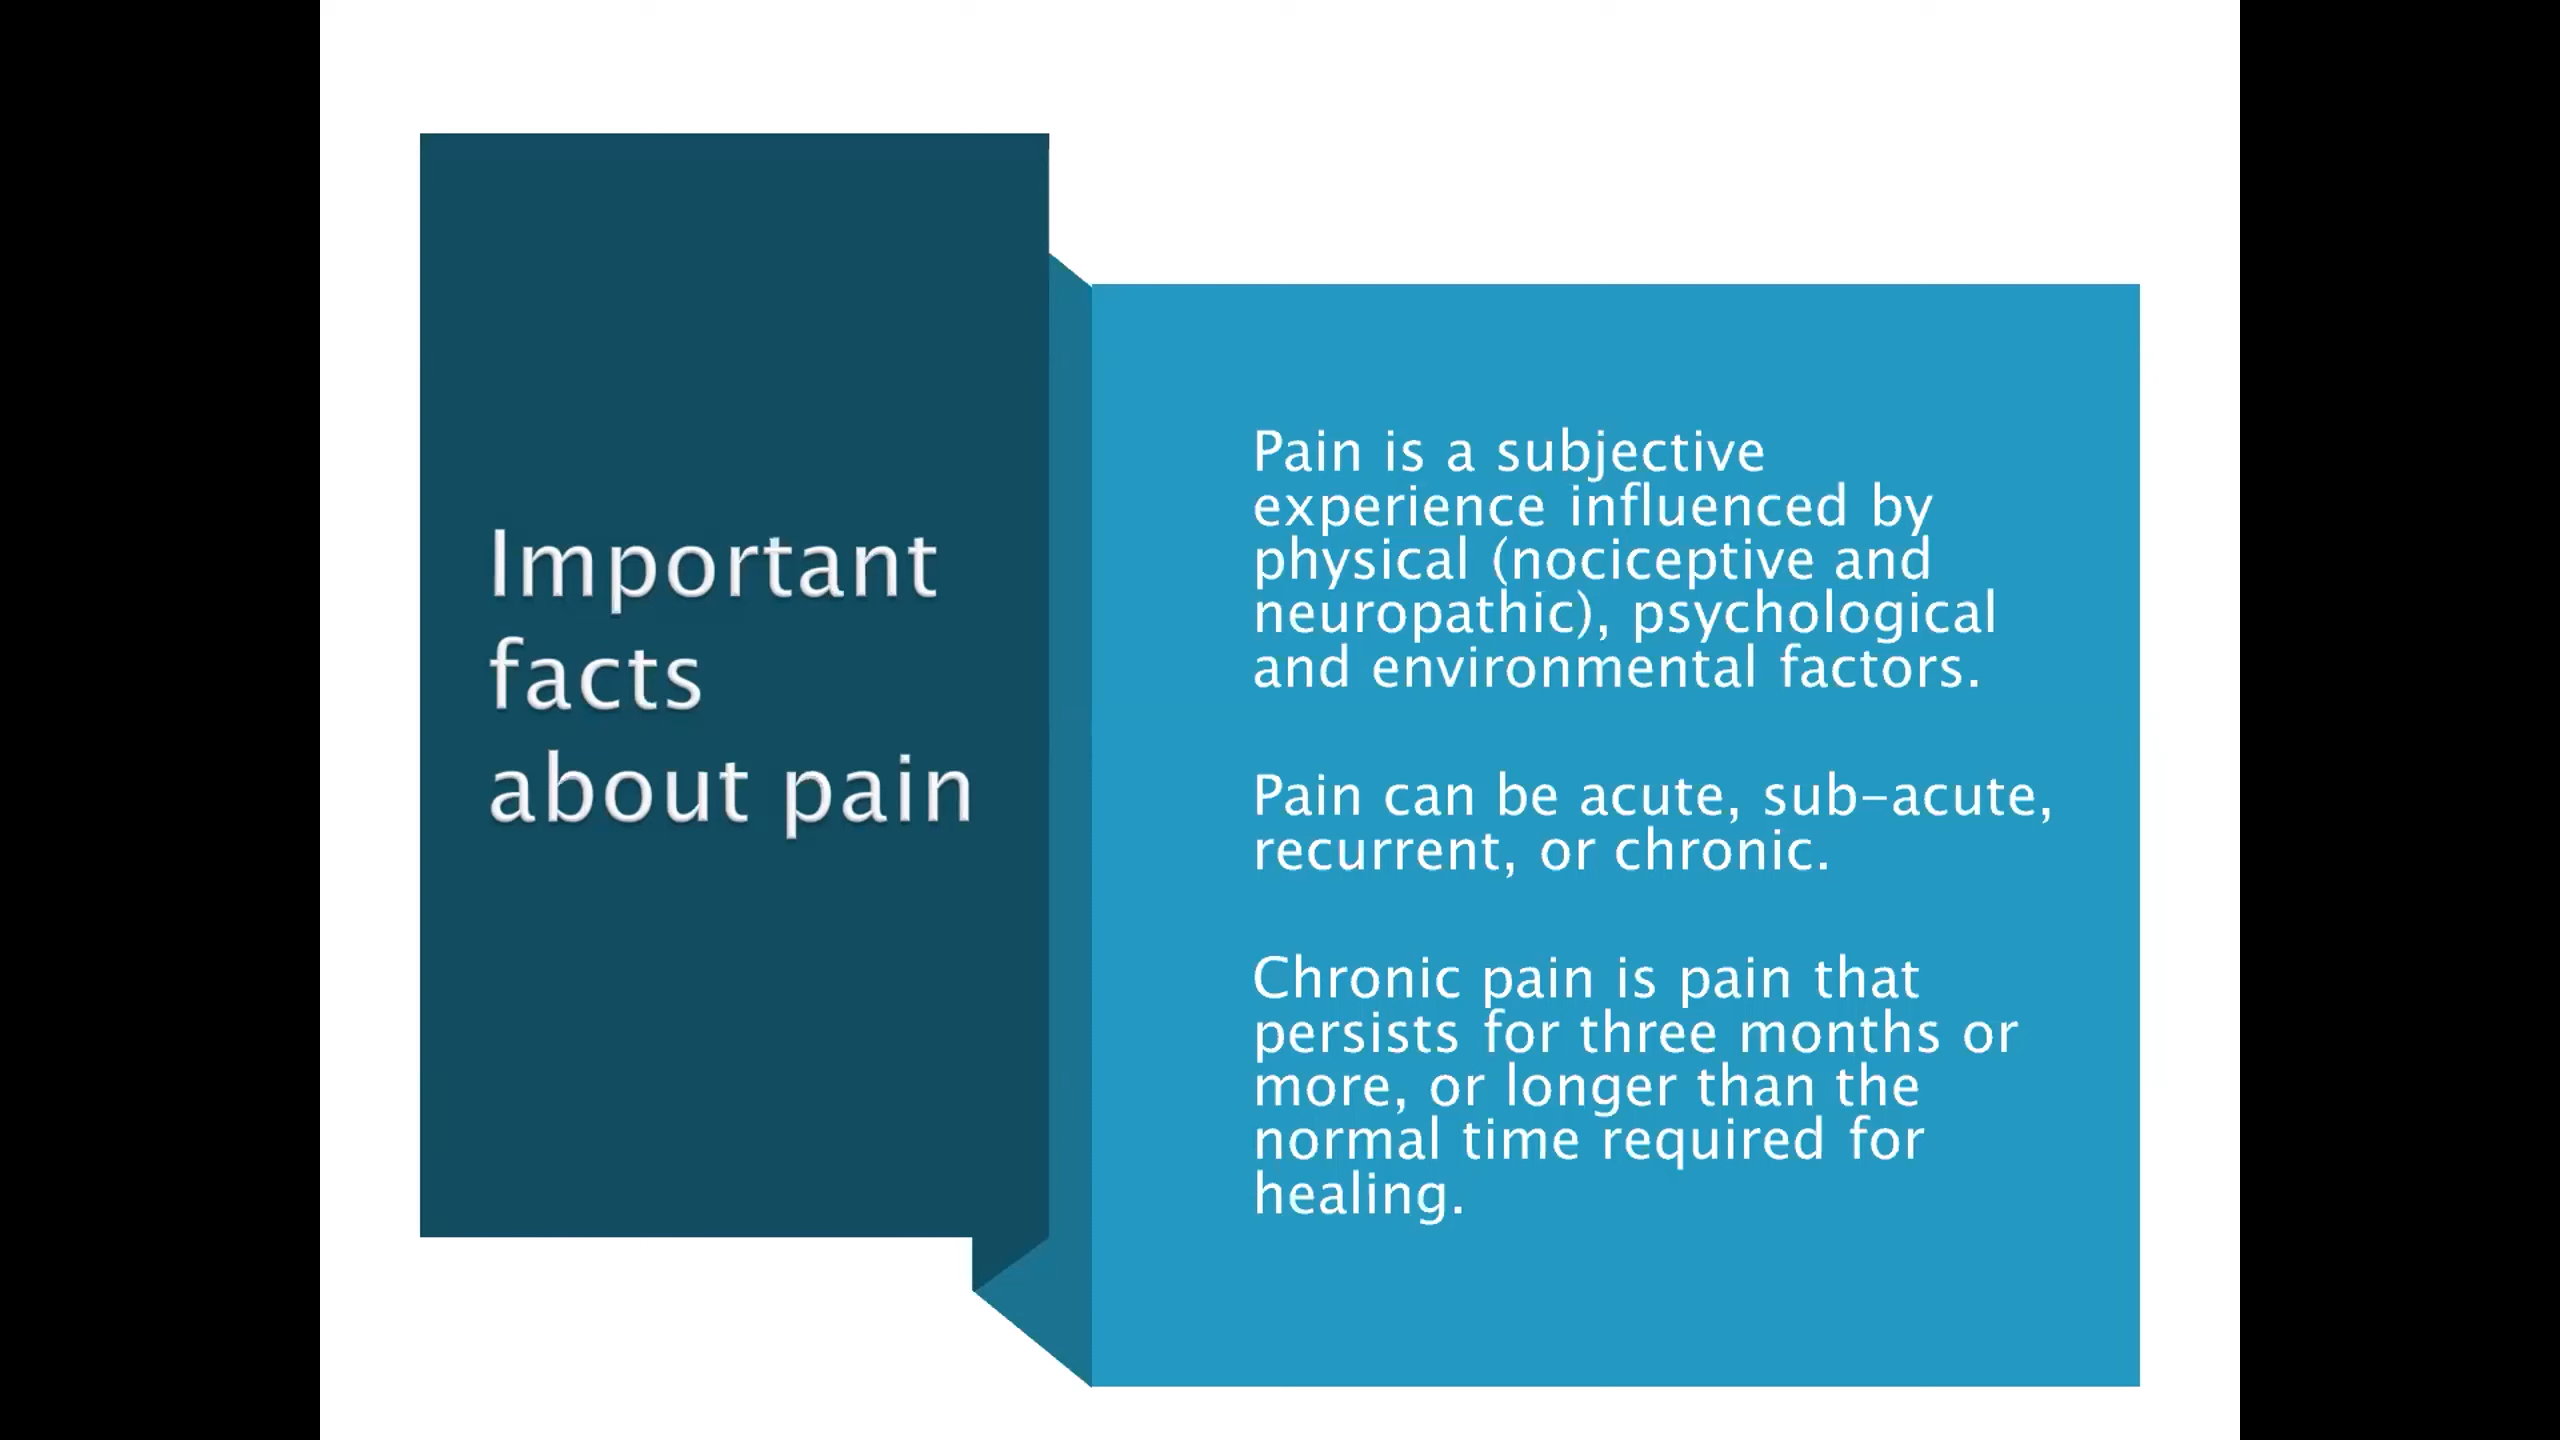 Important
facts
about pain
Pain is a subjective
experience influenced by
physical (nociceptive and
neuropathic), psychological
and environmental factors.
Pain can be acute, sub-acute,
recurrent, or chronic.
Chronic pain is pain that
persists for three months or
more, or longer than the
normal time required for
healing.